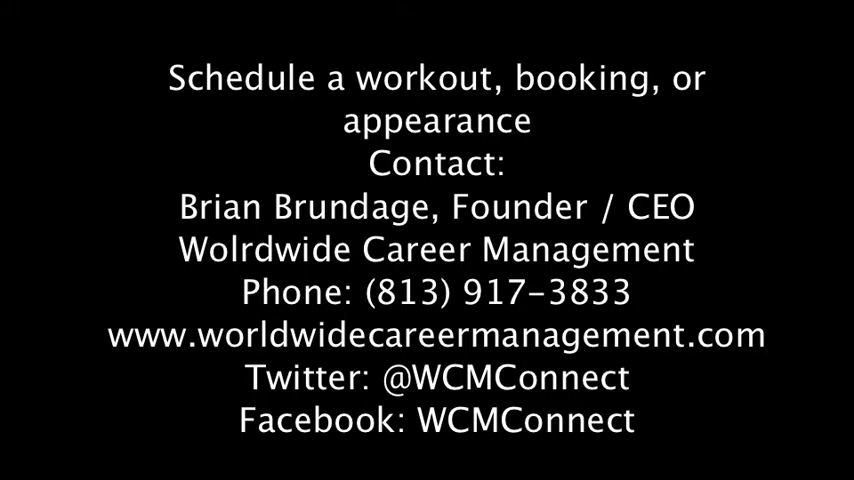 Schedule a workout, booking, or
appearance
Contact:
Brian Brundage, Founder / CEO
Wolrdwide Career Management
Phone: (813) 917-3833
www.worldwidecareermanagement.com
Twitter: @WCMConnect
Facebook: WCMConnect